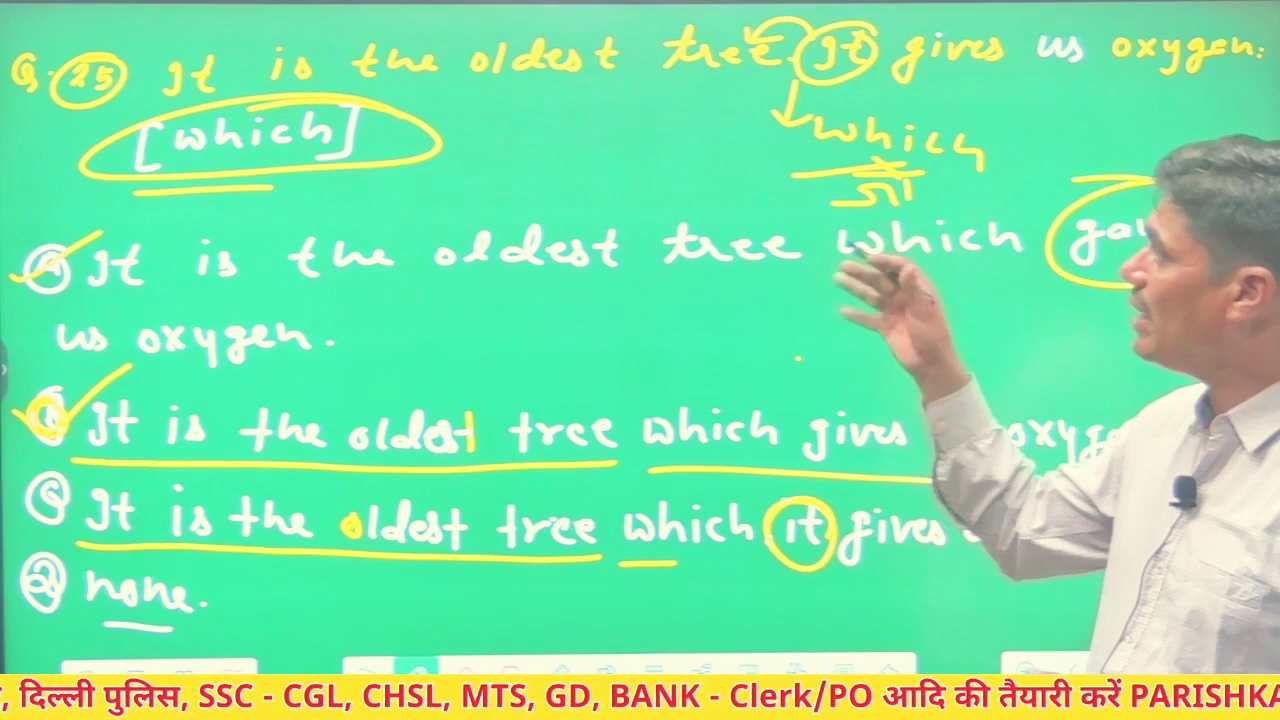 Q. 25 It is the oldest tree. It gives us oxygen.
[which]
which
जो
A It is the oldest tree which
us oxygen.
B It is the oldest tree which gives
C It is the oldest tree which it gives
D none.
, दिल्ली पुलिस, SSC - CGL, CHSL, MTS, GD, BANK - Clerk/PO आदि की तैयारी करें PARISHKA